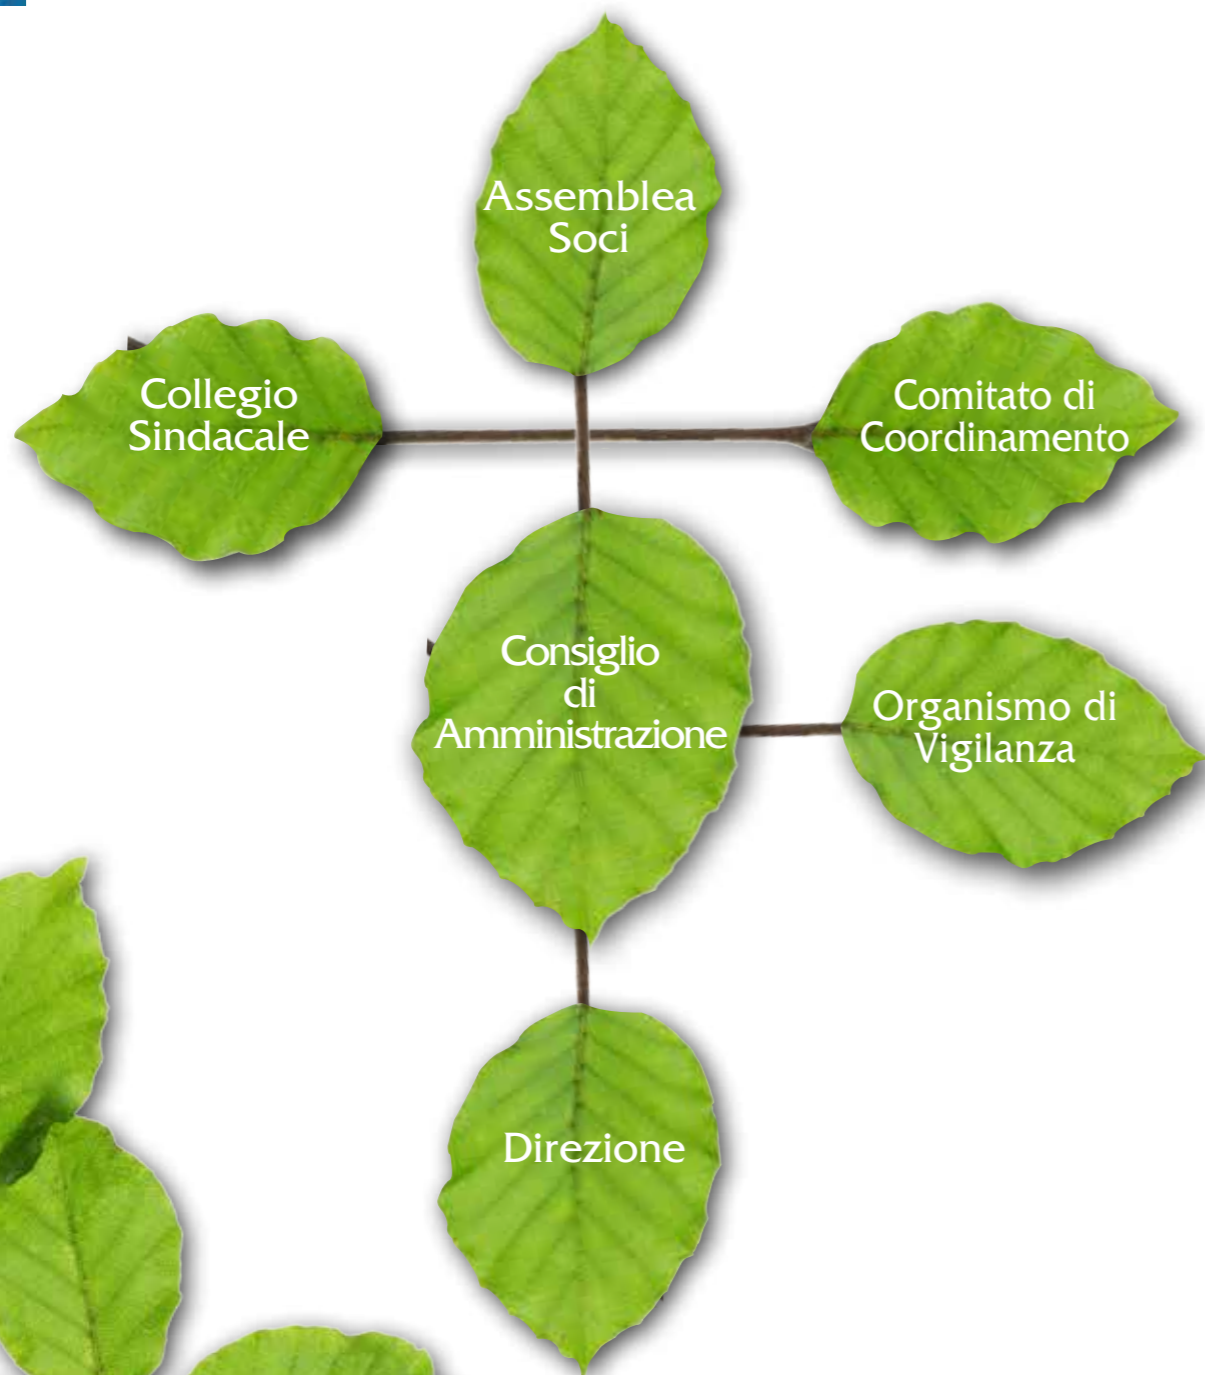 Assemblea
Soci
Collegio
Sindacale
Comitato di
Coordinamento
Consiglio
di
Amministrazione
Organismo di
Vigilanza
Direzione